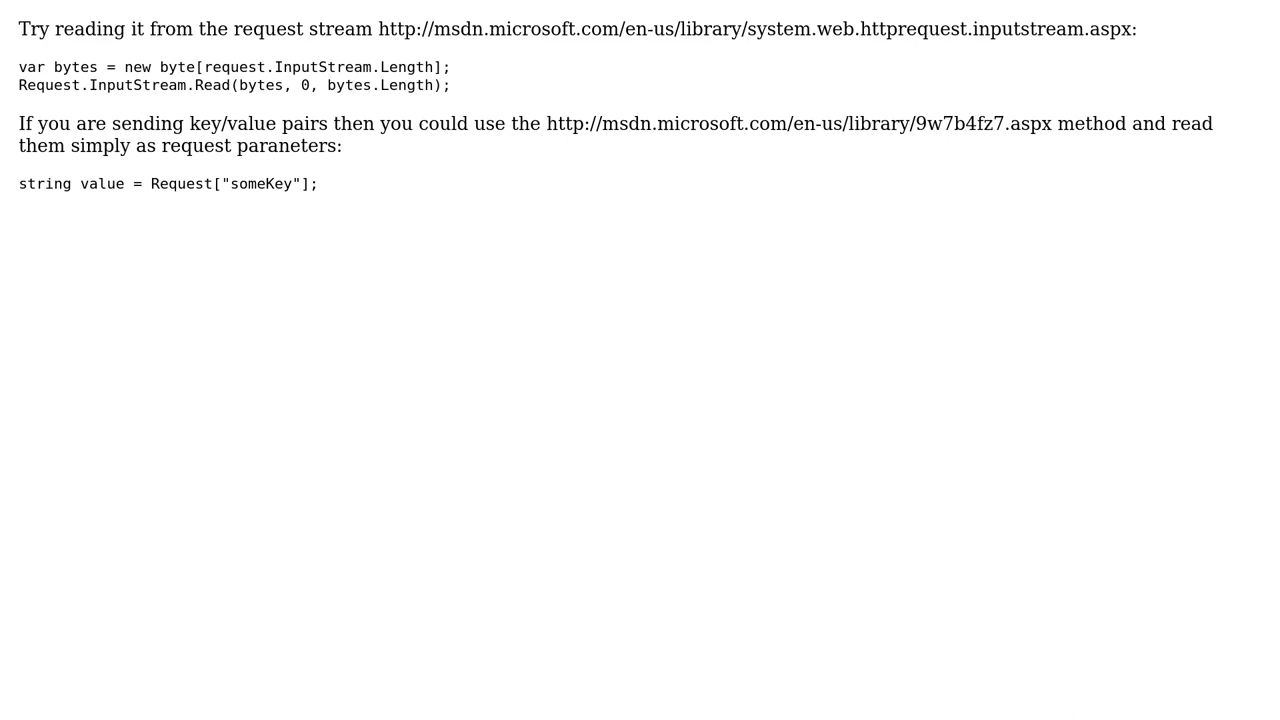 Try reading it from the request stream http://msdn.microsoft.com/en-us/library/system.web.httprequest.inputstream.aspx:
var bytes = new byte[request.InputStream.Length];
Request.InputStream.Read(bytes, 0, bytes.Length);
If you are sending key/value pairs then you could use the http://msdn.microsoft.com/en-us/library/9w7b4fz7.aspx method and read
them simply as request paraneters:
string value = Request["someKey"];